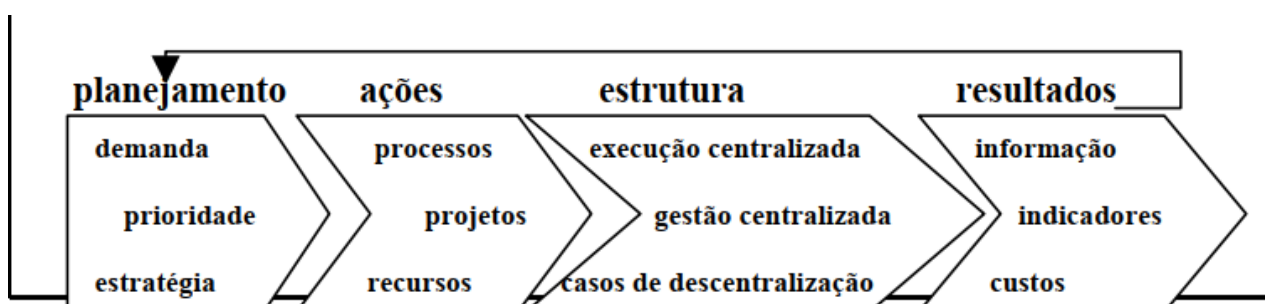 planejamento ações estrutura resultados
demanda processos execução centralizada informação
prioridade projetos gestão centralizada indicadores
estratégia recursos casos de descentralização custos